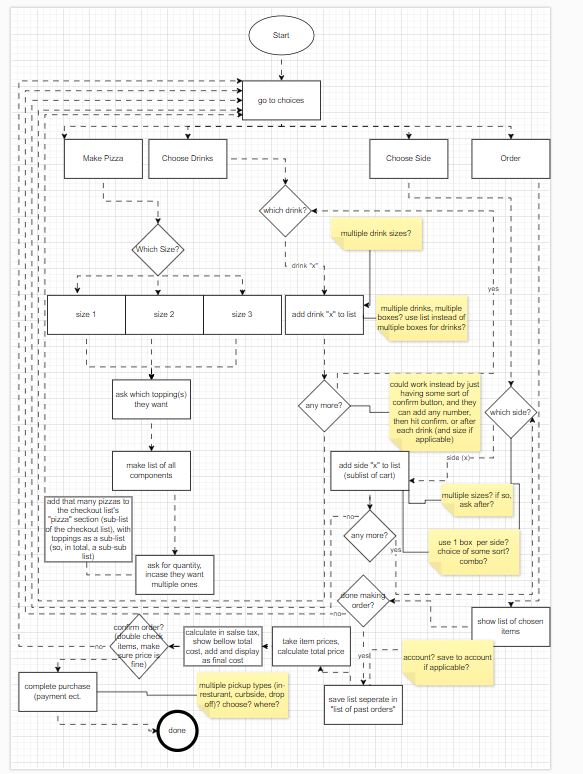 Start
go to choices
Make Pizza
Choose Drinks
Choose Side
Order
which drink?
multiple drink sizes?
Which Size?
drink "x"
yes
size 1
size 2
size 3
add drink "x" to list
multiple drinks, multiple
boxes? use list instead of
multiple boxes for drinks?
ask which topping(s)
they want
any more?
could work instead by just
having some sort of
confirm button, and they
can add any number,
then hit confirm. or after
each drink (and size if
applicable)
which side?
make list of all
components
add side "x" to list
(sublist of cart)
side (x)
multiple sizes? if so,
ask after?
add that many pizzas to
the checkout list's
"pizza" section (sub-list
of the checkout list), with
toppings as a sub-list
(so, in total, a sub-sub
list)
no
any more?
yes
use 1 box per side?
choice of some sort?
combo?
ask for quantity,
incase they want
multiple ones
done making
order?
no
show list of chosen
items
confirm order?
(double check
items, make
sure price is
fine)
no
calculate in salse tax,
show bellow total
cost, add and display
as final cost
take item prices,
calculate total price
yes
account? save to account
if applicable?
complete purchase
(payment ect.
multiple pickup types (in-
resturant, curbside, drop
off)? choose? where?
save list seperate in
"list of past orders"
done